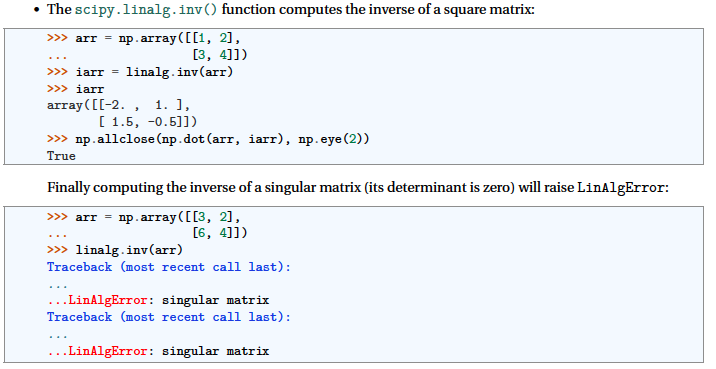 • The scipy.linalg.inv() function computes the inverse of a square matrix:
>>> arr = np.array([[1, 2],
...                 [3, 4]])
>>> iarr = linalg.inv(arr)
>>> iarr
array([[-2. ,  1. ],
       [ 1.5, -0.5]])
>>> np.allclose(np.dot(arr, iarr), np.eye(2))
True
Finally computing the inverse of a singular matrix (its determinant is zero) will raise LinAlgError:
>>> arr = np.array([[3, 2],
...                 [6, 4]])
>>> linalg.inv(arr)
Traceback (most recent call last):
...
...LinAlgError: singular matrix
Traceback (most recent call last):
...
...LinAlgError: singular matrix